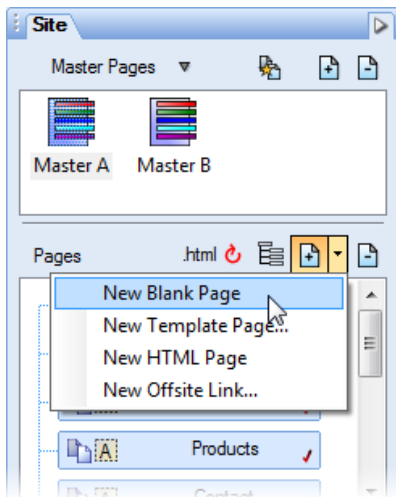 Site
Master Pages
Master A Master B
Pages .html
New Blank Page
New Template Page...
New HTML Page
New Offsite Link...
A Products
A Contact